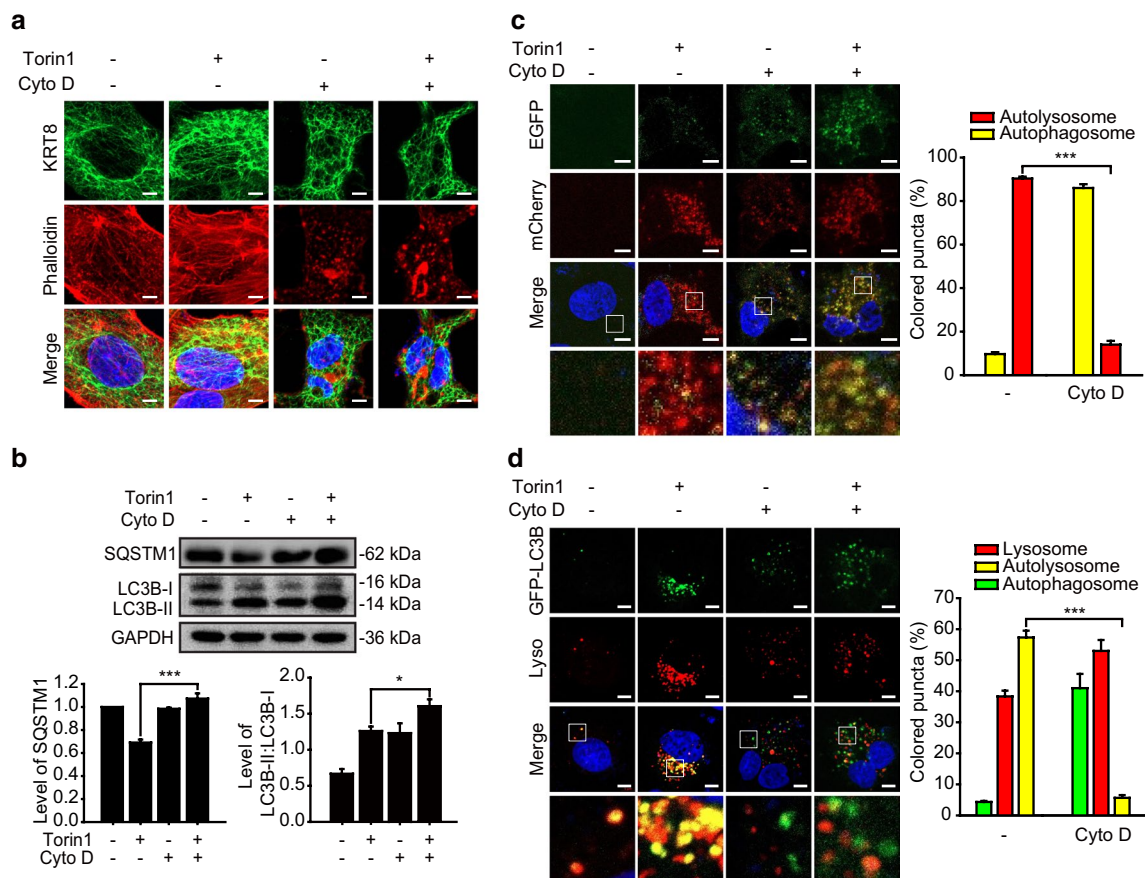 a
Torin1 - + - +
Cyto D - - + +
KRT8
Phalloidin
Merge
b
Torin1 - + - +
Cyto D - - + +
SQSTM1 -62 kDa
LC3B-I -16 kDa
LC3B-II -14 kDa
GAPDH -36 kDa
Level of SQSTM1
1.2
1.0
0.8
0.6
0.4
0.2
0.0
***
Torin1 - + - +
Cyto D - - + +
Level of
LC3B-II:LC3B-I
2.0
1.5
1.0
0.5
0.0
*
- + - +
- - + +
c
Torin1 - + - +
Cyto D - - + +
EGFP
mCherry
Merge
Autolysosome
Autophagosome
Colored puncta (%)
100
80
60
40
20
0
***
- Cyto D
d
Torin1 - + - +
Cyto D - - + +
GFP-LC3B
Lyso
Merge
Lysosome
Autolysosome
Autophagosome
Colored puncta (%)
70
60
50
40
30
20
10
0
***
- Cyto D